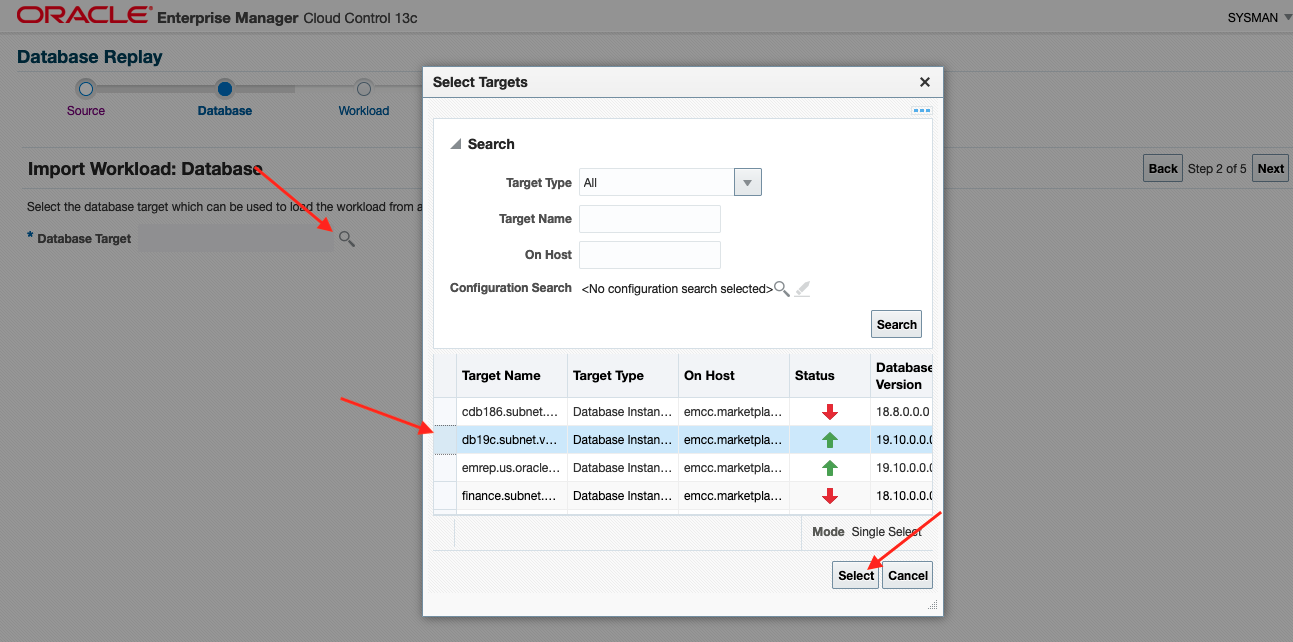 ORACLE® Enterprise Manager Cloud Control 13c
SYSMAN
Database Replay
Source
Database
Workload
Import Workload: Database
Back Step 2 of 5 Next
Select the database target which can be used to load the workload from a
* Database Target
Select Targets
Search
Target Type All
Target Name
On Host
Configuration Search <No configuration search selected>
Search
Target Name Target Type On Host Status Database Version
cdb186.subnet.... Database Instan... emcc.marketpla... 18.8.0.0.0
db19c.subnet.v... Database Instan... emcc.marketpla... 19.10.0.0.0
emrep.us.oracle... Database Instan... emcc.marketpla... 19.10.0.0.0
finance.subnet.... Database Instan... emcc.marketpla... 18.10.0.0.0
Mode Single Select
Select Cancel